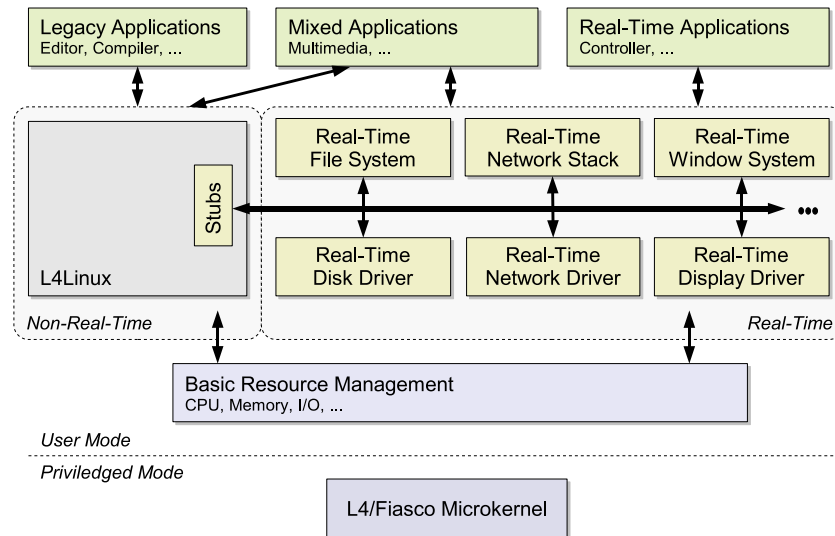 Legacy Applications
Editor, Compiler, ...
Mixed Applications
Multimedia, ...
Real-Time Applications
Controller, ...
Real-Time
File System
Real-Time
Network Stack
Real-Time
Window System
Stubs
L4Linux
Real-Time
Disk Driver
Real-Time
Network Driver
Real-Time
Display Driver
Non-Real-Time
Real-Time
Basic Resource Management
CPU, Memory, I/O, ...
User Mode
Priviledged Mode
L4/Fiasco Microkernel